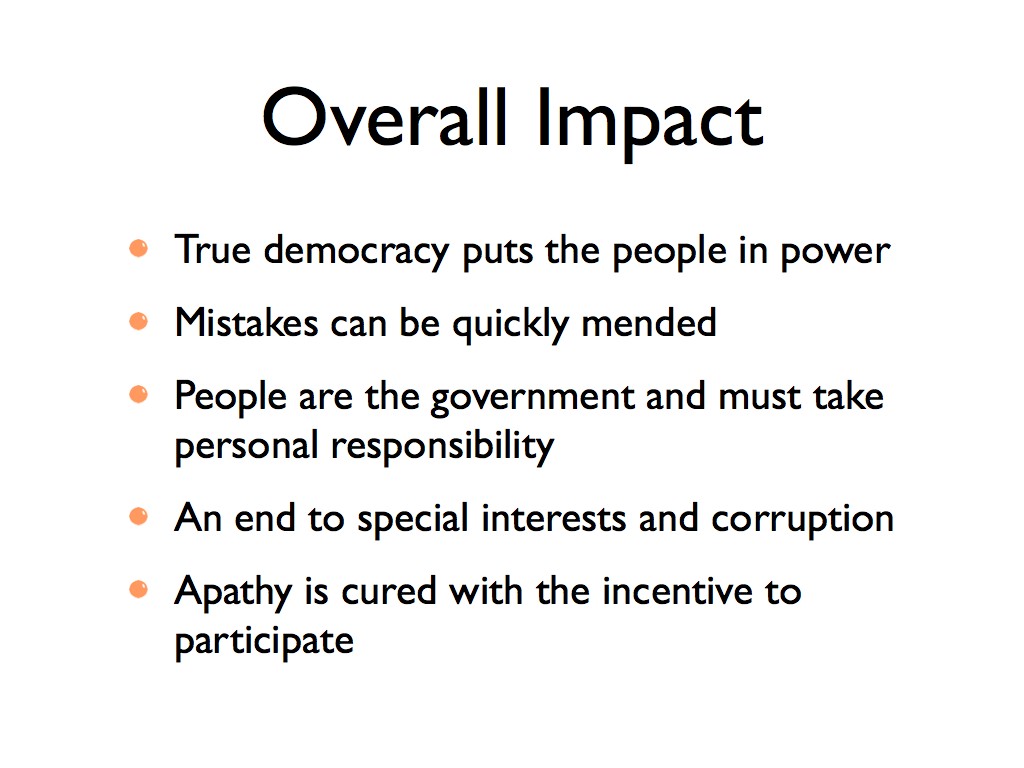 Overall Impact
True democracy puts the people in power
Mistakes can be quickly mended
People are the government and must take
personal responsibility
An end to special interests and corruption
Apathy is cured with the incentive to
participate